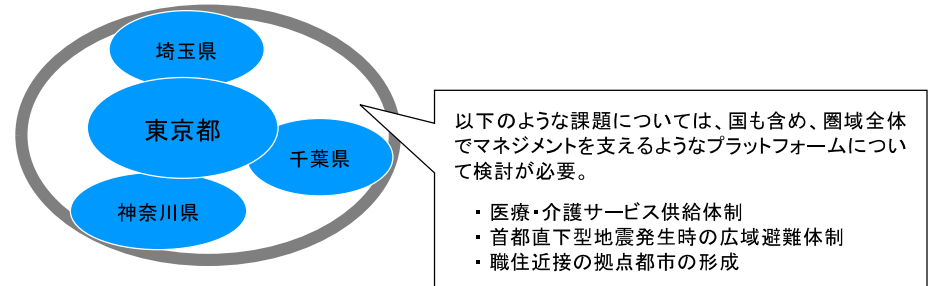 埼玉県
東京都
千葉県
神奈川県
以下のような課題については、国も含め、圏域全体
でマネジメントを支えるようなプラットフォームについ
て検討が必要。
・医療・介護サービス供給体制
・首都直下型地震発生時の広域避難体制
・職住近接の拠点都市の形成